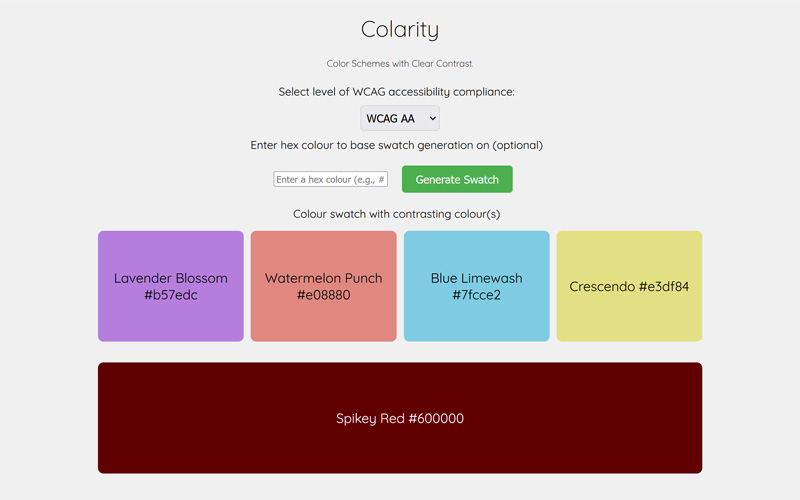 Colarity
Color Schemes with Clear Contrast.
Select level of WCAG accessibility compliance:
WCAG AA
Enter hex colour to base swatch generation on (optional)
Enter a hex colour (e.g., #
Generate Swatch
Colour swatch with contrasting colour(s)
Lavender Blossom
#b57edc
Watermelon Punch
#e08880
Blue Limewash
#7fcce2
Crescendo #e3df84
Spikey Red #600000